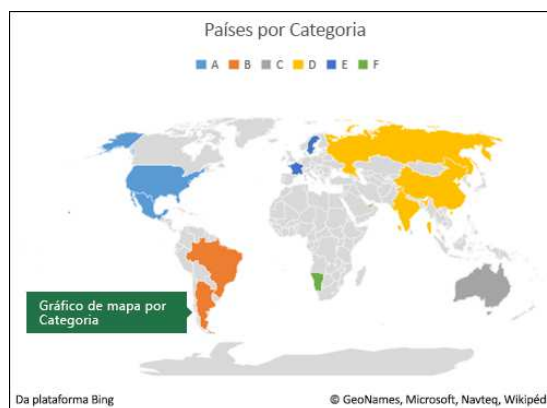 Países por Categoria
A B C D E F
Gráfico de mapa por
Categoria
Da plataforma Bing
© GeoNames, Microsoft, Navteq, Wikipéd